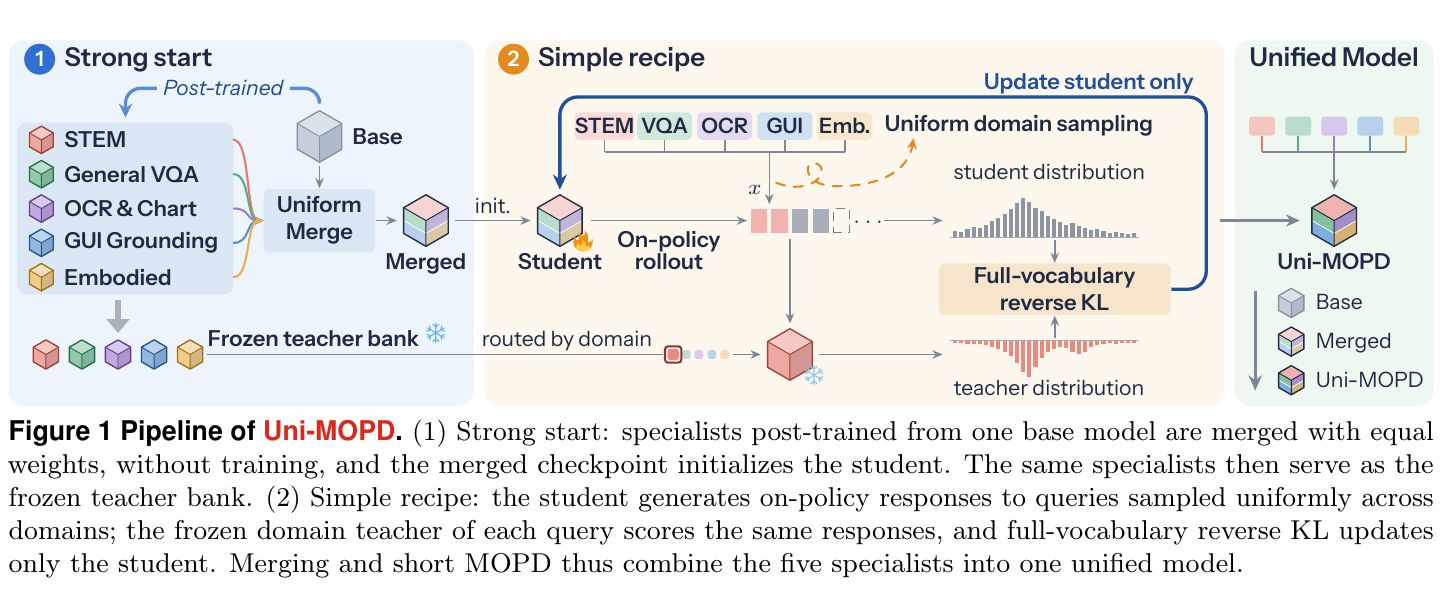 1 Strong start
Post-trained
Base
STEM
General VQA
OCR & Chart
GUI Grounding
Embodied
Uniform
Merge
Merged
Frozen teacher bank
init.
2 Simple recipe
Update student only
STEM VQA OCR GUI Emb. Uniform domain sampling
x
student distribution
Student
On-policy
rollout
...
Full-vocabulary
reverse KL
routed by domain
teacher distribution
Unified Model
Uni-MOPD
Base
Merged
Uni-MOPD
Figure 1 Pipeline of Uni-MOPD. (1) Strong start: specialists post-trained from one base model are merged with equal
weights, without training, and the merged checkpoint initializes the student. The same specialists then serve as the
frozen teacher bank. (2) Simple recipe: the student generates on-policy responses to queries sampled uniformly across
domains; the frozen domain teacher of each query scores the same responses, and full-vocabulary reverse KL updates
only the student. Merging and short MOPD thus combine the five specialists into one unified model.